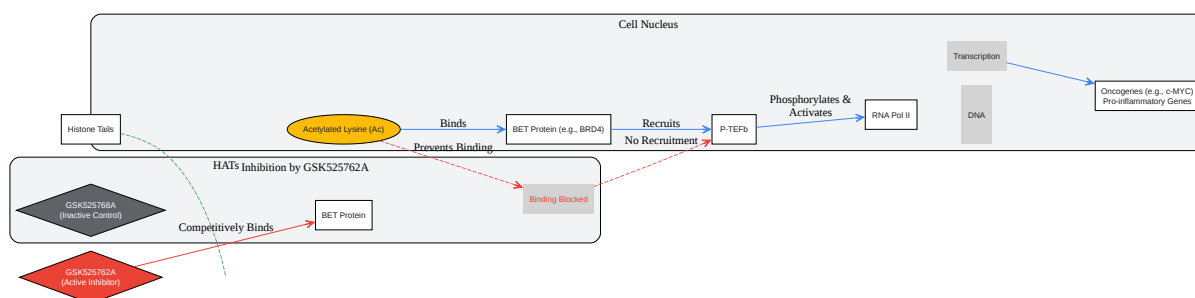 Cell Nucleus
Transcription
Oncogenes (e.g., c-MYC)
Pro-inflammatory Genes
Phosphorylates &
Activates
RNA Pol II
DNA
Histone Tails
Acetylated Lysine (Ac)
Binds
BET Protein (e.g., BRD4)
Recruits
P-TEFb
Prevents Binding
No Recruitment
HATs
Inhibition by GSK525762A
Binding Blocked
GSK525768A
(Inactive Control)
BET Protein
Competitively Binds
GSK525762A
(Active Inhibitor)